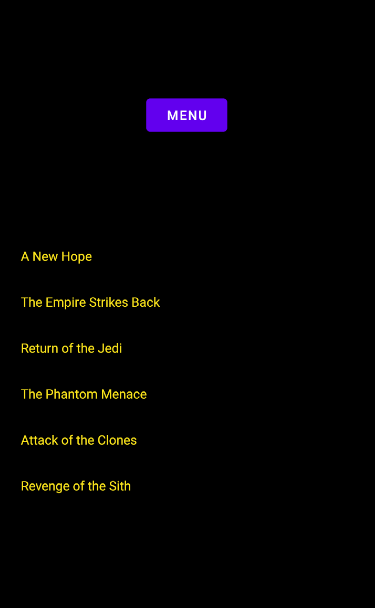 MENU
A New Hope
The Empire Strikes Back
Return of the Jedi
The Phantom Menace
Attack of the Clones
Revenge of the Sith